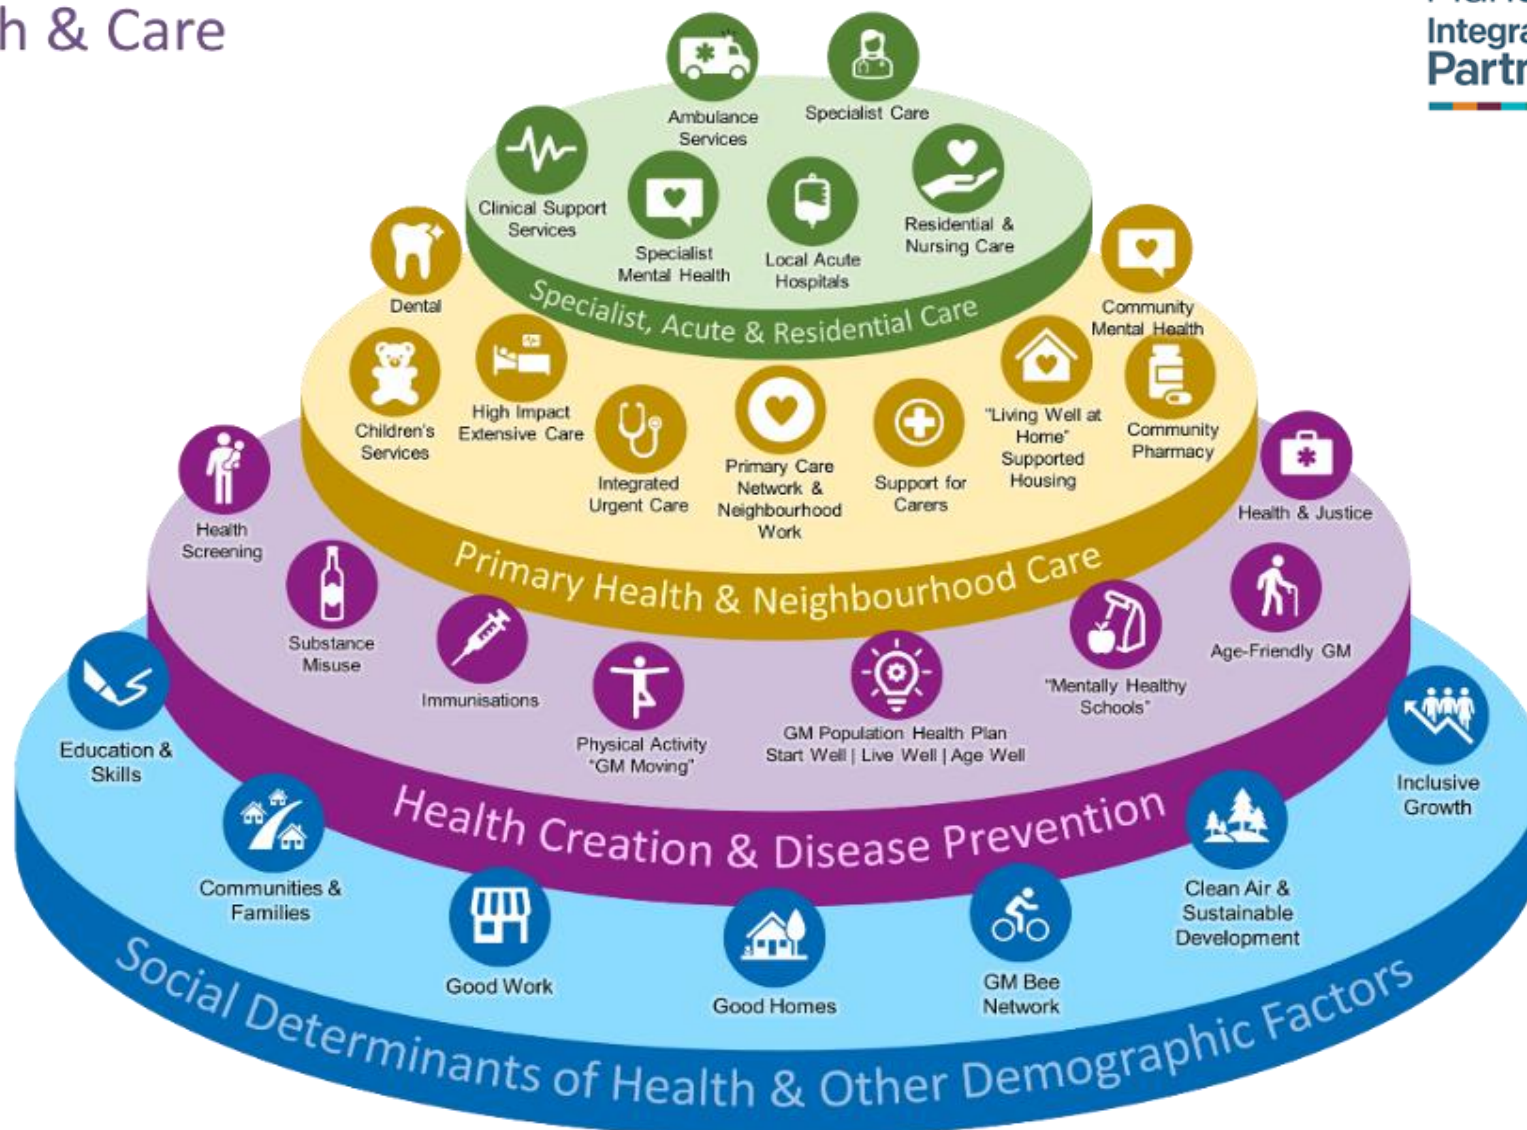 h & Care
Integra
Partn
Ambulance
Services
Specialist Care
Clinical Support
Services
Specialist
Mental Health
Local Acute
Hospitals
Residential &
Nursing Care
Specialist, Acute & Residential Care
Dental
Community
Mental Health
Children's
Services
High Impact
Extensive Care
Integrated
Urgent Care
Primary Care
Network &
Neighbourhood
Work
Support for
Carers
"Living Well at
Home"
Supported
Housing
Community
Pharmacy
Primary Health & Neighbourhood Care
Health
Screening
Health & Justice
Substance
Misuse
Immunisations
Physical Activity
"GM Moving"
GM Population Health Plan
Start Well | Live Well | Age Well
"Mentally Healthy
Schools"
Age-Friendly GM
Health Creation & Disease Prevention
Education &
Skills
Communities &
Families
Good Work
Good Homes
GM Bee
Network
Clean Air &
Sustainable
Development
Inclusive
Growth
Social Determinants of Health & Other Demographic Factors